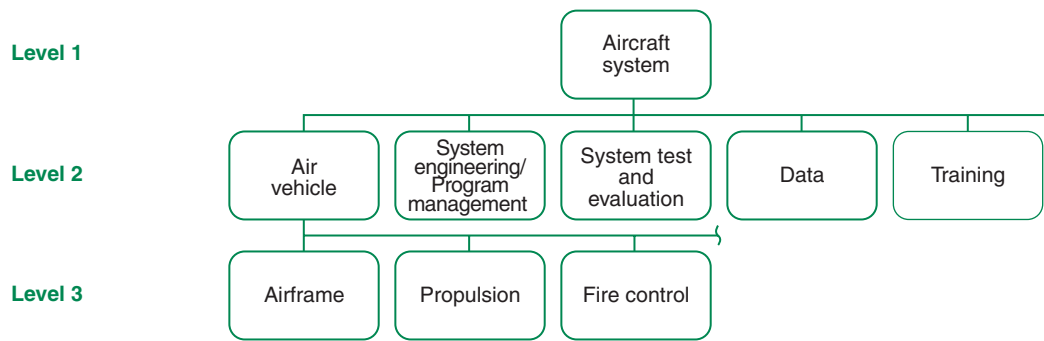 Level 1
Aircraft
system
Level 2
Air
vehicle
System
engineering/
Program
management
System test
and
evaluation
Data
Training
Level 3
Airframe
Propulsion
Fire control